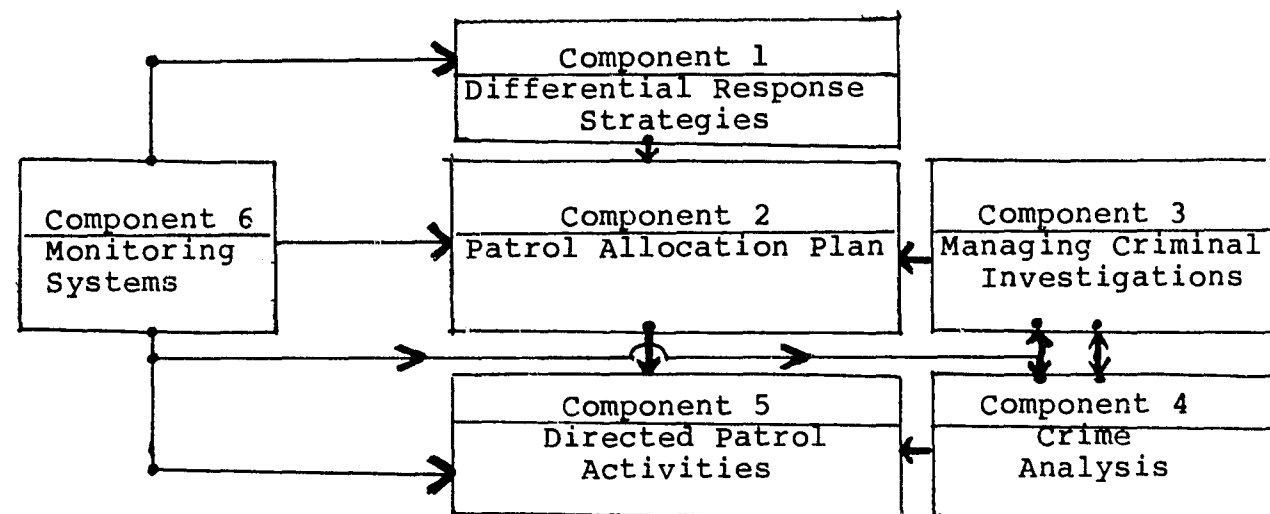 Component 1
Differential Response
Strategies
Component 6
Monitoring
Systems
Component 2
Patrol Allocation Plan
Component 3
Managing Criminal
Investigations
Component 5
Directed Patrol
Activities
Component 4
Crime
Analysis